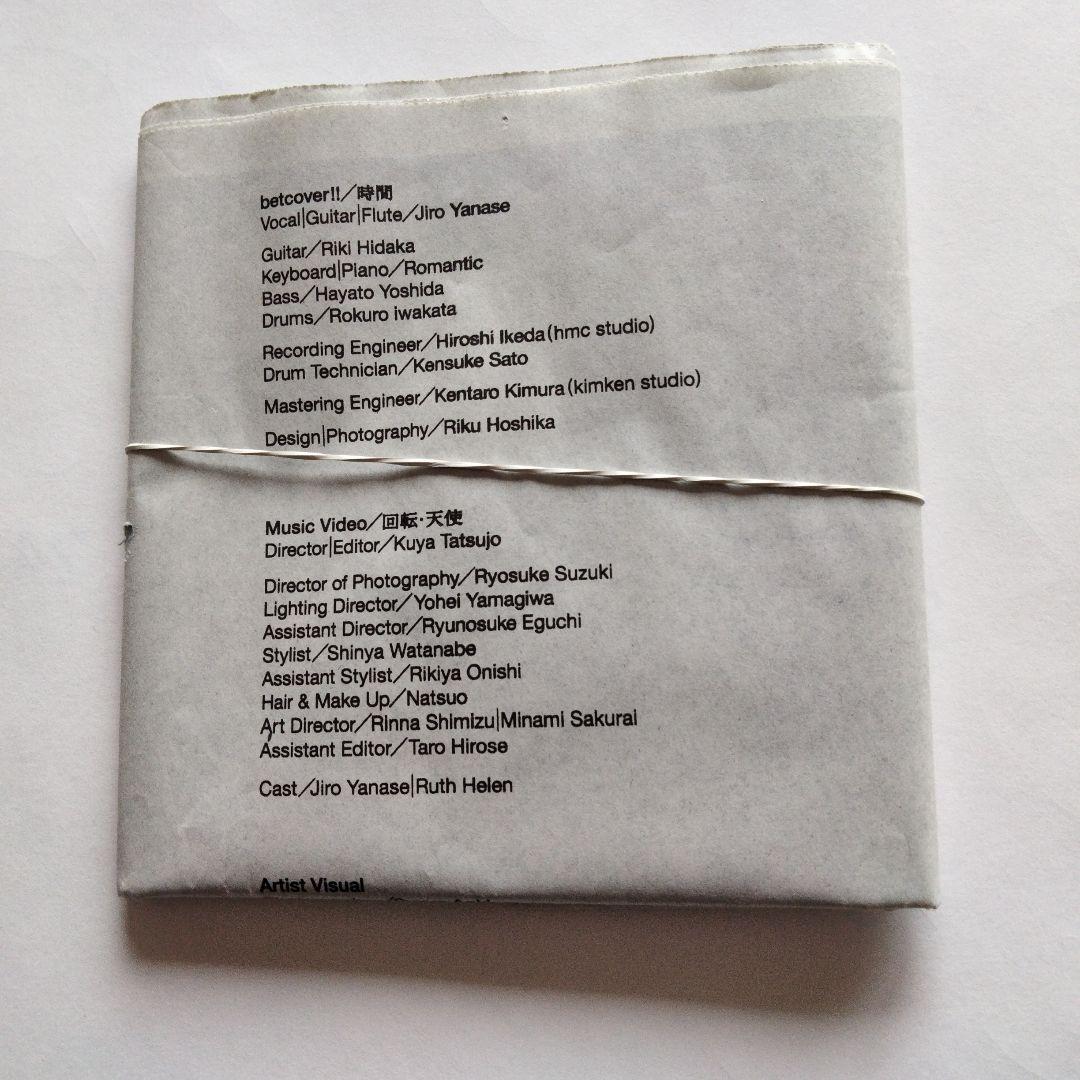 betcover!!／時間
Vocal|Guitar|Flute／Jiro Yanase
Guitar／Riki Hidaka
Keyboard|Piano／Romantic
Bass／Hayato Yoshida
Drums／Rokuro iwakata
Recording Engineer／Hiroshi Ikeda(hmc studio)
Drum Technician／Kensuke Sato
Mastering Engineer／Kentaro Kimura(kimken studio)
Design|Photography／Riku Hoshika
Music Video／回転·天使
Director|Editor／Kuya Tatsujo
Director of Photography／Ryosuke Suzuki
Lighting Director／Yohei Yamagiwa
Assistant Director／Ryunosuke Eguchi
Stylist／Shinya Watanabe
Assistant Stylist／Rikiya Onishi
Hair & Make Up／Natsuo
Art Director／Rinna Shimizu|Minami Sakurai
Assistant Editor／Taro Hirose
Cast／Jiro Yanase|Ruth Helen
Artist Visual